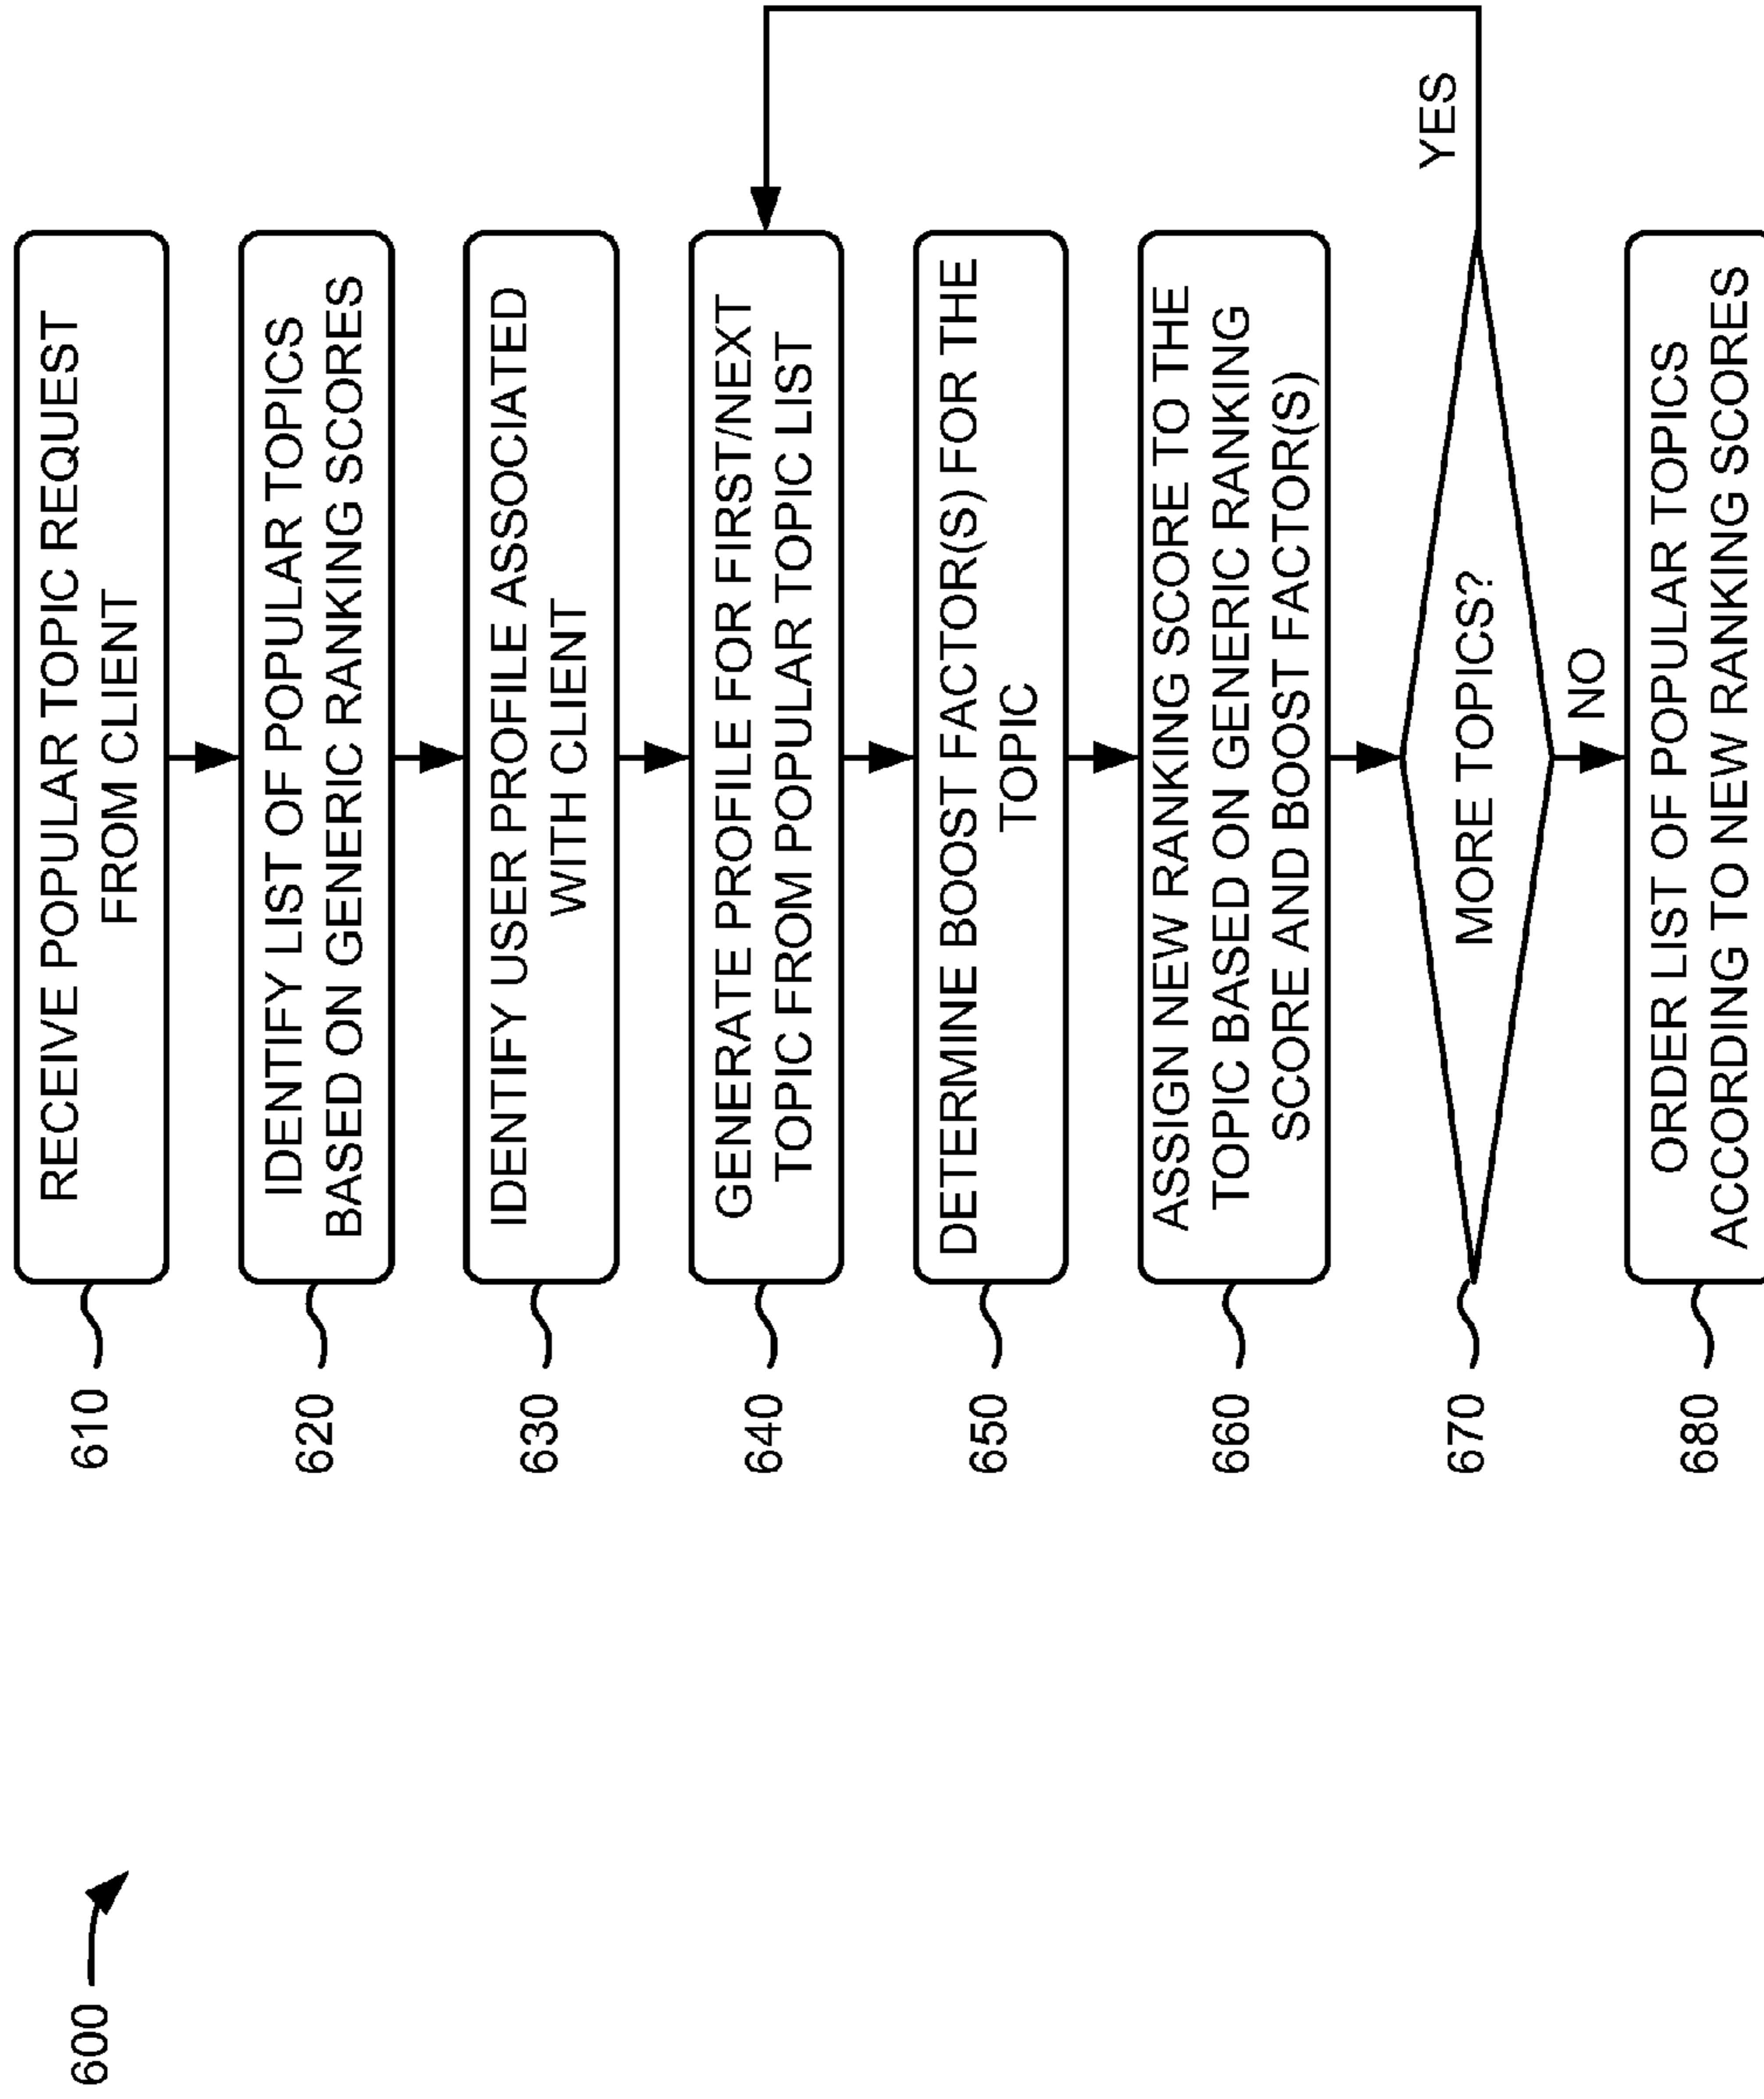 600
610
RECEIVE POPULAR TOPIC REQUEST
FROM CLIENT
620
IDENTIFY LIST OF POPULAR TOPICS
BASED ON GENERIC RANKING SCORES
630
IDENTIFY USER PROFILE ASSOCIATED
WITH CLIENT
640
GENERATE PROFILE FOR FIRST/NEXT
TOPIC FROM POPULAR TOPIC LIST
650
DETERMINE BOOST FACTOR(S) FOR THE
TOPIC
660
ASSIGN NEW RANKING SCORE TO THE
TOPIC BASED ON GENERIC RANKING
SCORE AND BOOST FACTOR(S)
670
MORE TOPICS?
YES
NO
680
ORDER LIST OF POPULAR TOPICS
ACCORDING TO NEW RANKING SCORES